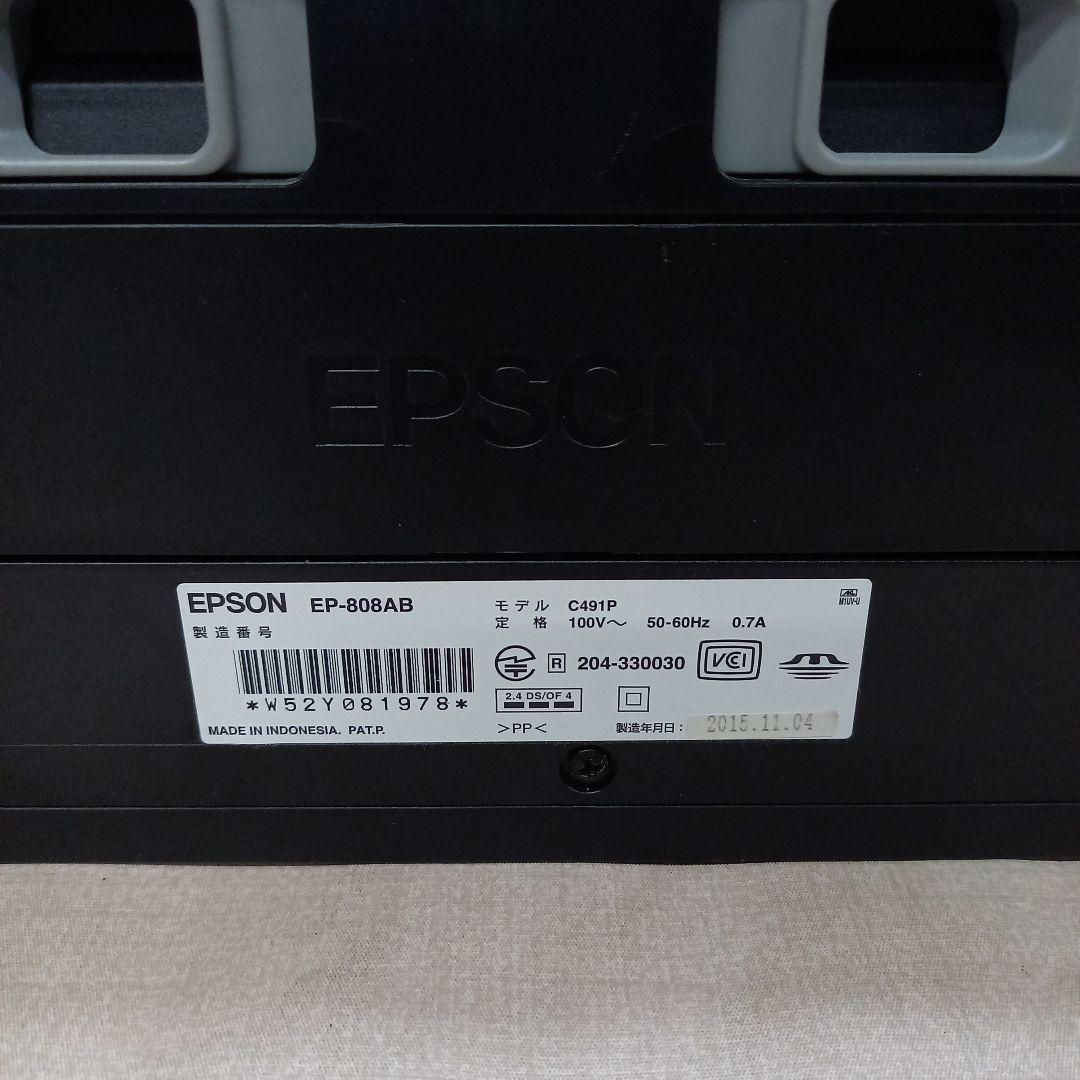 EPSON
EPSON EP-808AB
製造番号
*W52Y081978*
MADE IN INDONESIA. PAT.P.
モデル C491P
定格 100V～ 50-60Hz 0.7A
R 204-330030 VCCI
2.4 DS/OF 4
>PP<
製造年月日： 2015.11.04
M1UV-U